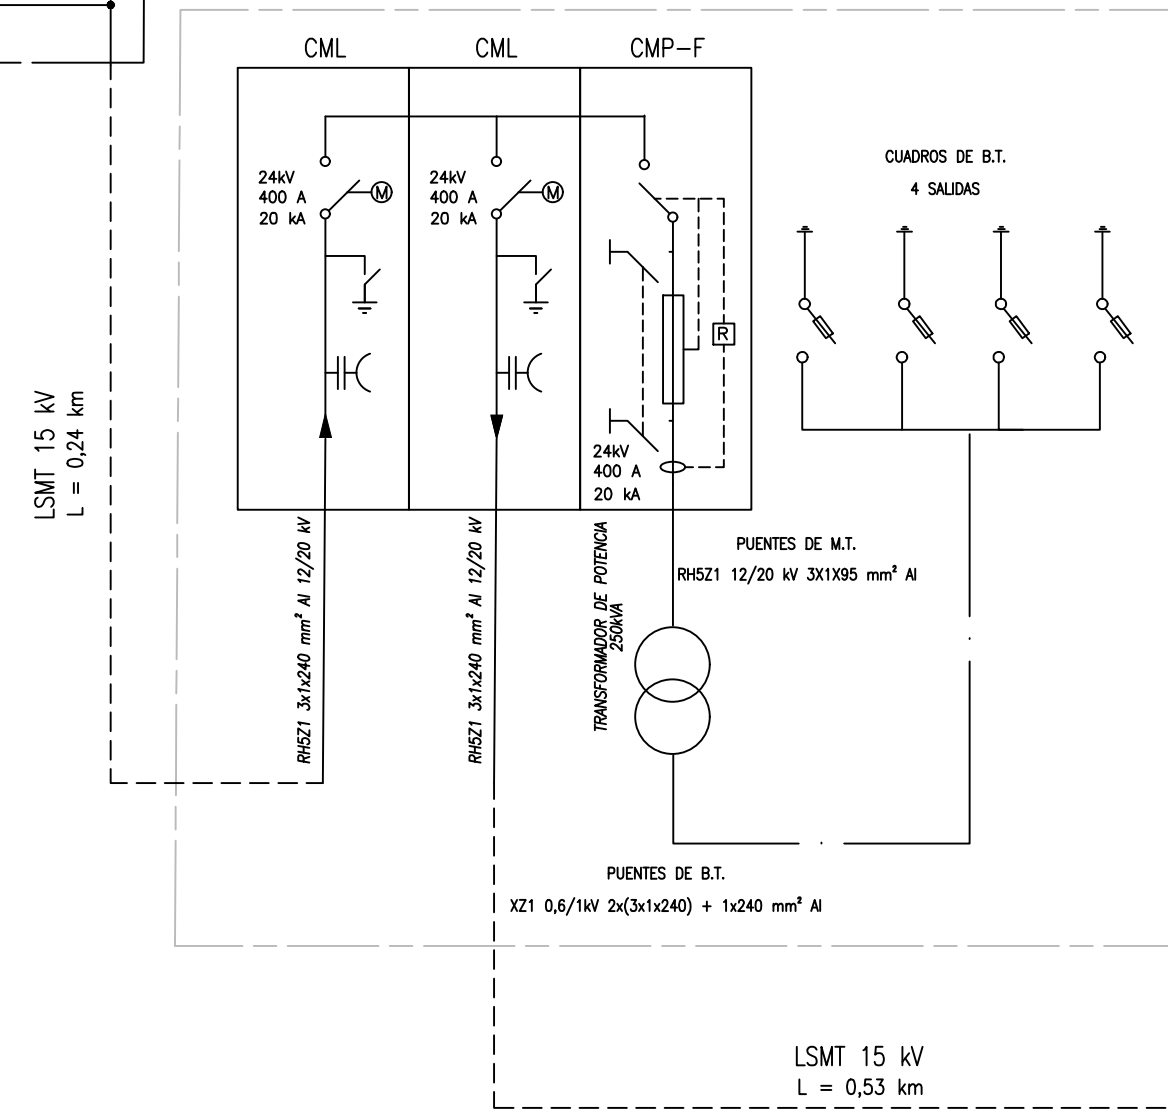 CML
CML
CMP-F
24kV
400 A
20 kA
M
24kV
400 A
20 kA
M
R
24kV
400 A
20 kA
CUADROS DE B.T.
4 SALIDAS
LSMT 15 kV
L = 0,24 km
RH5Z1 3x1x240 mm² Al 12/20 kV
RH5Z1 3x1x240 mm² Al 12/20 kV
TRANSFORMADOR DE POTENCIA
250kVA
PUENTES DE M.T.
RH5Z1 12/20 kV 3X1X95 mm² Al
PUENTES DE B.T.
XZ1 0,6/1kV 2x(3x1x240) + 1x240 mm² Al
LSMT 15 kV
L = 0,53 km